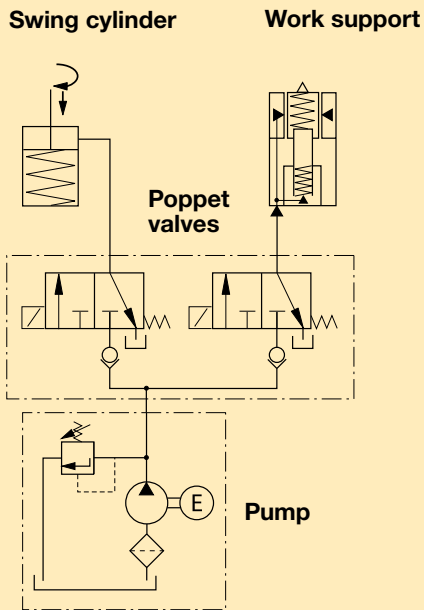 Swing cylinder
Work support
Poppet
valves
E
Pump